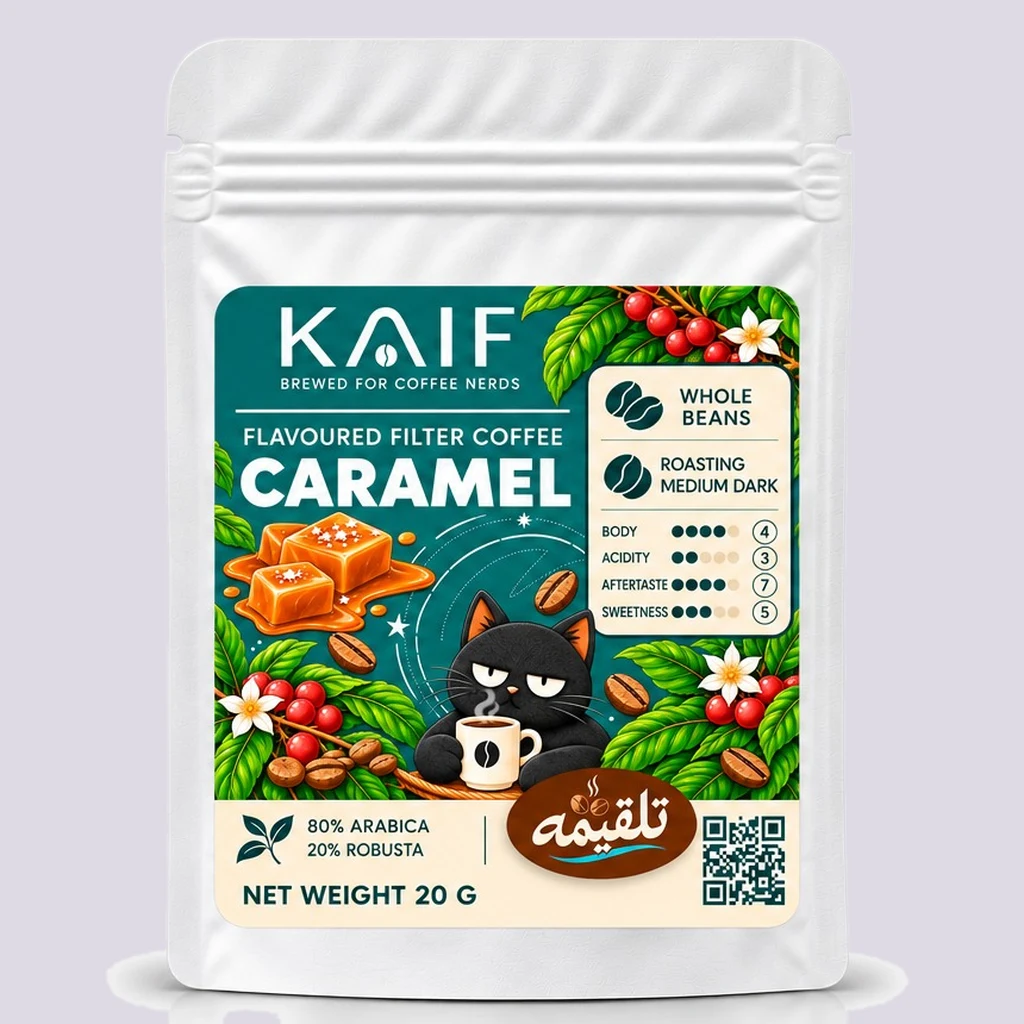 KAIF
BREWED FOR COFFEE NERDS
FLAVOURED FILTER COFFEE
CARAMEL
WHOLE
BEANS
ROASTING
MEDIUM DARK
BODY 4
ACIDITY 3
AFTERTASTE 7
SWEETNESS 5
80% ARABICA
20% ROBUSTA
NET WEIGHT 20 G
تلقيمه